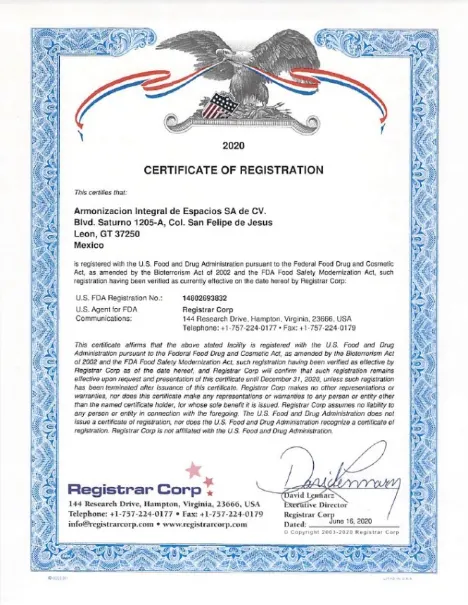 2020
CERTIFICATE OF REGISTRATION
This certifies that:
Armonizacion Integral de Espacios SA de CV.
Blvd. Saturno 1205-A, Col. San Felipe de Jesus
Leon, GT 37250
Mexico
is registered with the U.S. Food and Drug Administration pursuant to the Federal Food Drug and Cosmetic
Act, as amended by the Bioterrorism Act of 2002 and the FDA Food Safety Modernization Act, such
registration having been verified as currently effective on the date hereof by Registrar Corp:
U.S. FDA Registration No.: 14602693832
U.S. Agent for FDA Registrar Corp
Communications: 144 Research Drive, Hampton, Virginia, 23666, USA
Telephone: +1-757-224-0177 • Fax: +1-757-224-0179
This certificate affirms that the above stated facility is registered with the U.S. Food and Drug
Administration pursuant to the Federal Food Drug and Cosmetic Act, as amended by the Bioterrorism Act
of 2002 and the FDA Food Safety Modernization Act, such registration having been verified as effective by
Registrar Corp as of the date hereof, and Registrar Corp will confirm that such registration remains
effective upon request and presentation of this certificate until December 31, 2020, unless such registration
has been terminated after issuance of this certificate. Registrar Corp makes no other representations or
warranties, nor does this certificate make any representations or warranties to any person or entity other
than the named certificate holder, for whose sole benefit it is issued. Registrar Corp assumes no liability to
any person or entity in connection with the foregoing. The U.S. Food and Drug Administration does not
issue a certificate of registration, nor does the U.S. Food and Drug Administration recognize a certificate of
registration. Registrar Corp is not affiliated with the U.S. Food and Drug Administration.
Registrar Corp
144 Research Drive, Hampton, Virginia, 23666, USA
Telephone: +1-757-224-0177 • Fax: +1-757-224-0179
info@registrarcorp.com • www.registrarcorp.com
David Lennarz
Executive Director
Registrar Corp
Dated: June 16, 2020
© Copyright 2003-2020 Registrar Corp